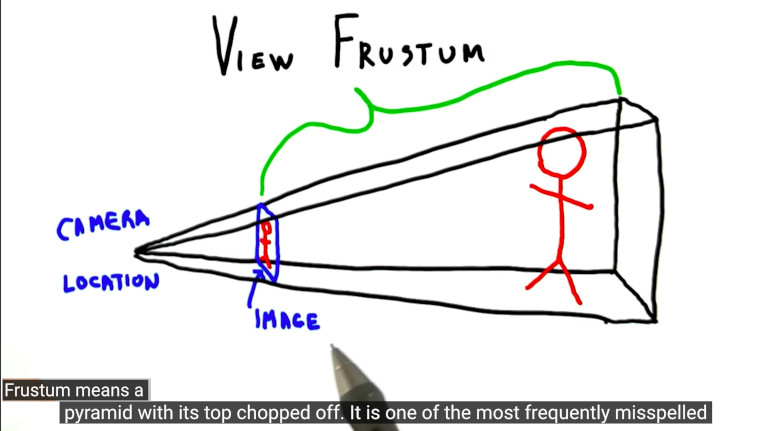 VIEW FRUSTUM
CAMERA
LOCATION
IMAGE
Frustum means a
pyramid with its top chopped off. It is one of the most frequently misspelled